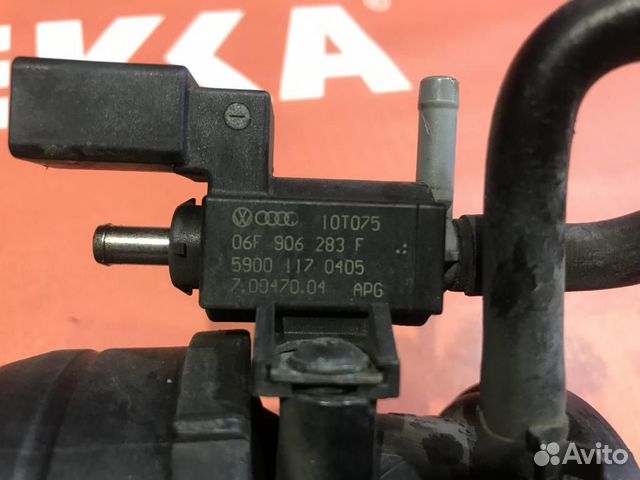 EKKA
10T075
06F 906 283 F
5900 117 0405
7.00470.04 APG
Avito